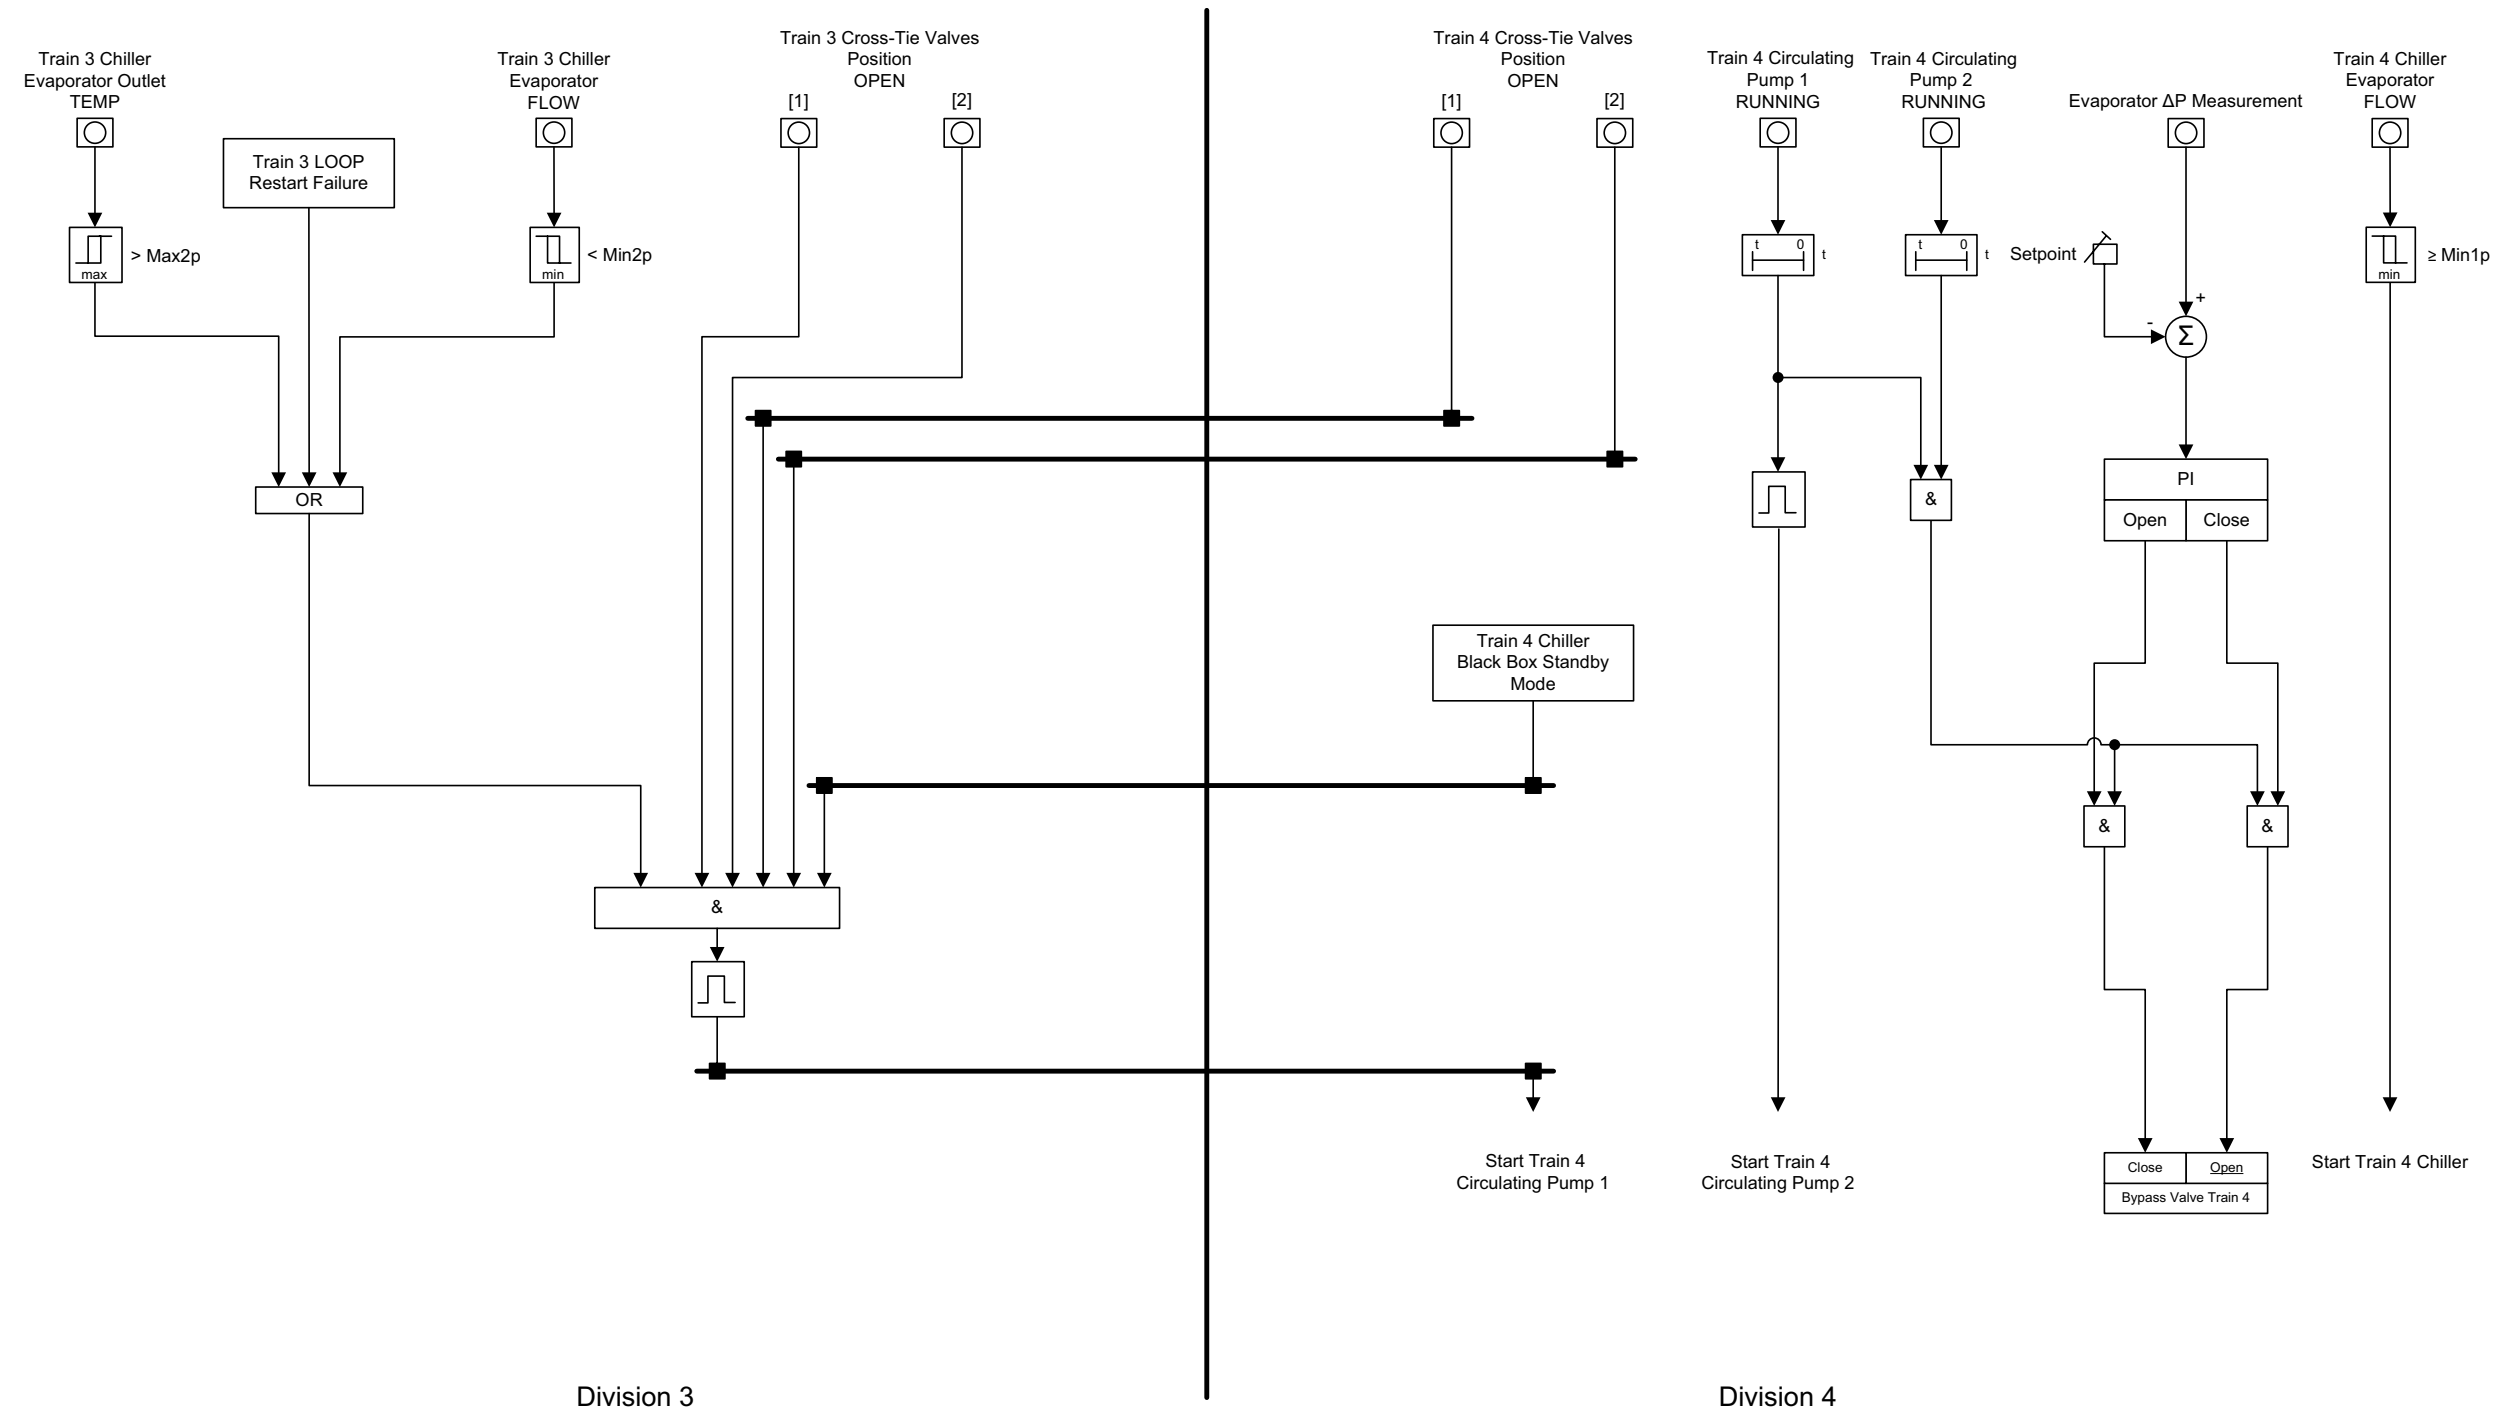 Train 3 Chiller
Evaporator Outlet
TEMP
Train 3 LOOP
Restart Failure
Train 3 Chiller
Evaporator
FLOW
Train 3 Cross-Tie Valves
Position
OPEN
[1]
[2]
Train 4 Cross-Tie Valves
Position
OPEN
[1]
[2]
Train 4 Circulating
Pump 1
RUNNING
Train 4 Circulating
Pump 2
RUNNING
Evaporator ΔP Measurement
Train 4 Chiller
Evaporator
FLOW
max
> Max2p
min
< Min2p
t 0
t
t 0
t
Setpoint
+
-
Σ
min
≥ Min1p
OR
&
PI
Open
Close
Train 4 Chiller
Black Box Standby
Mode
&
&
&
Start Train 4
Circulating Pump 1
Start Train 4
Circulating Pump 2
Close
Open
Bypass Valve Train 4
Start Train 4 Chiller
Division 3
Division 4